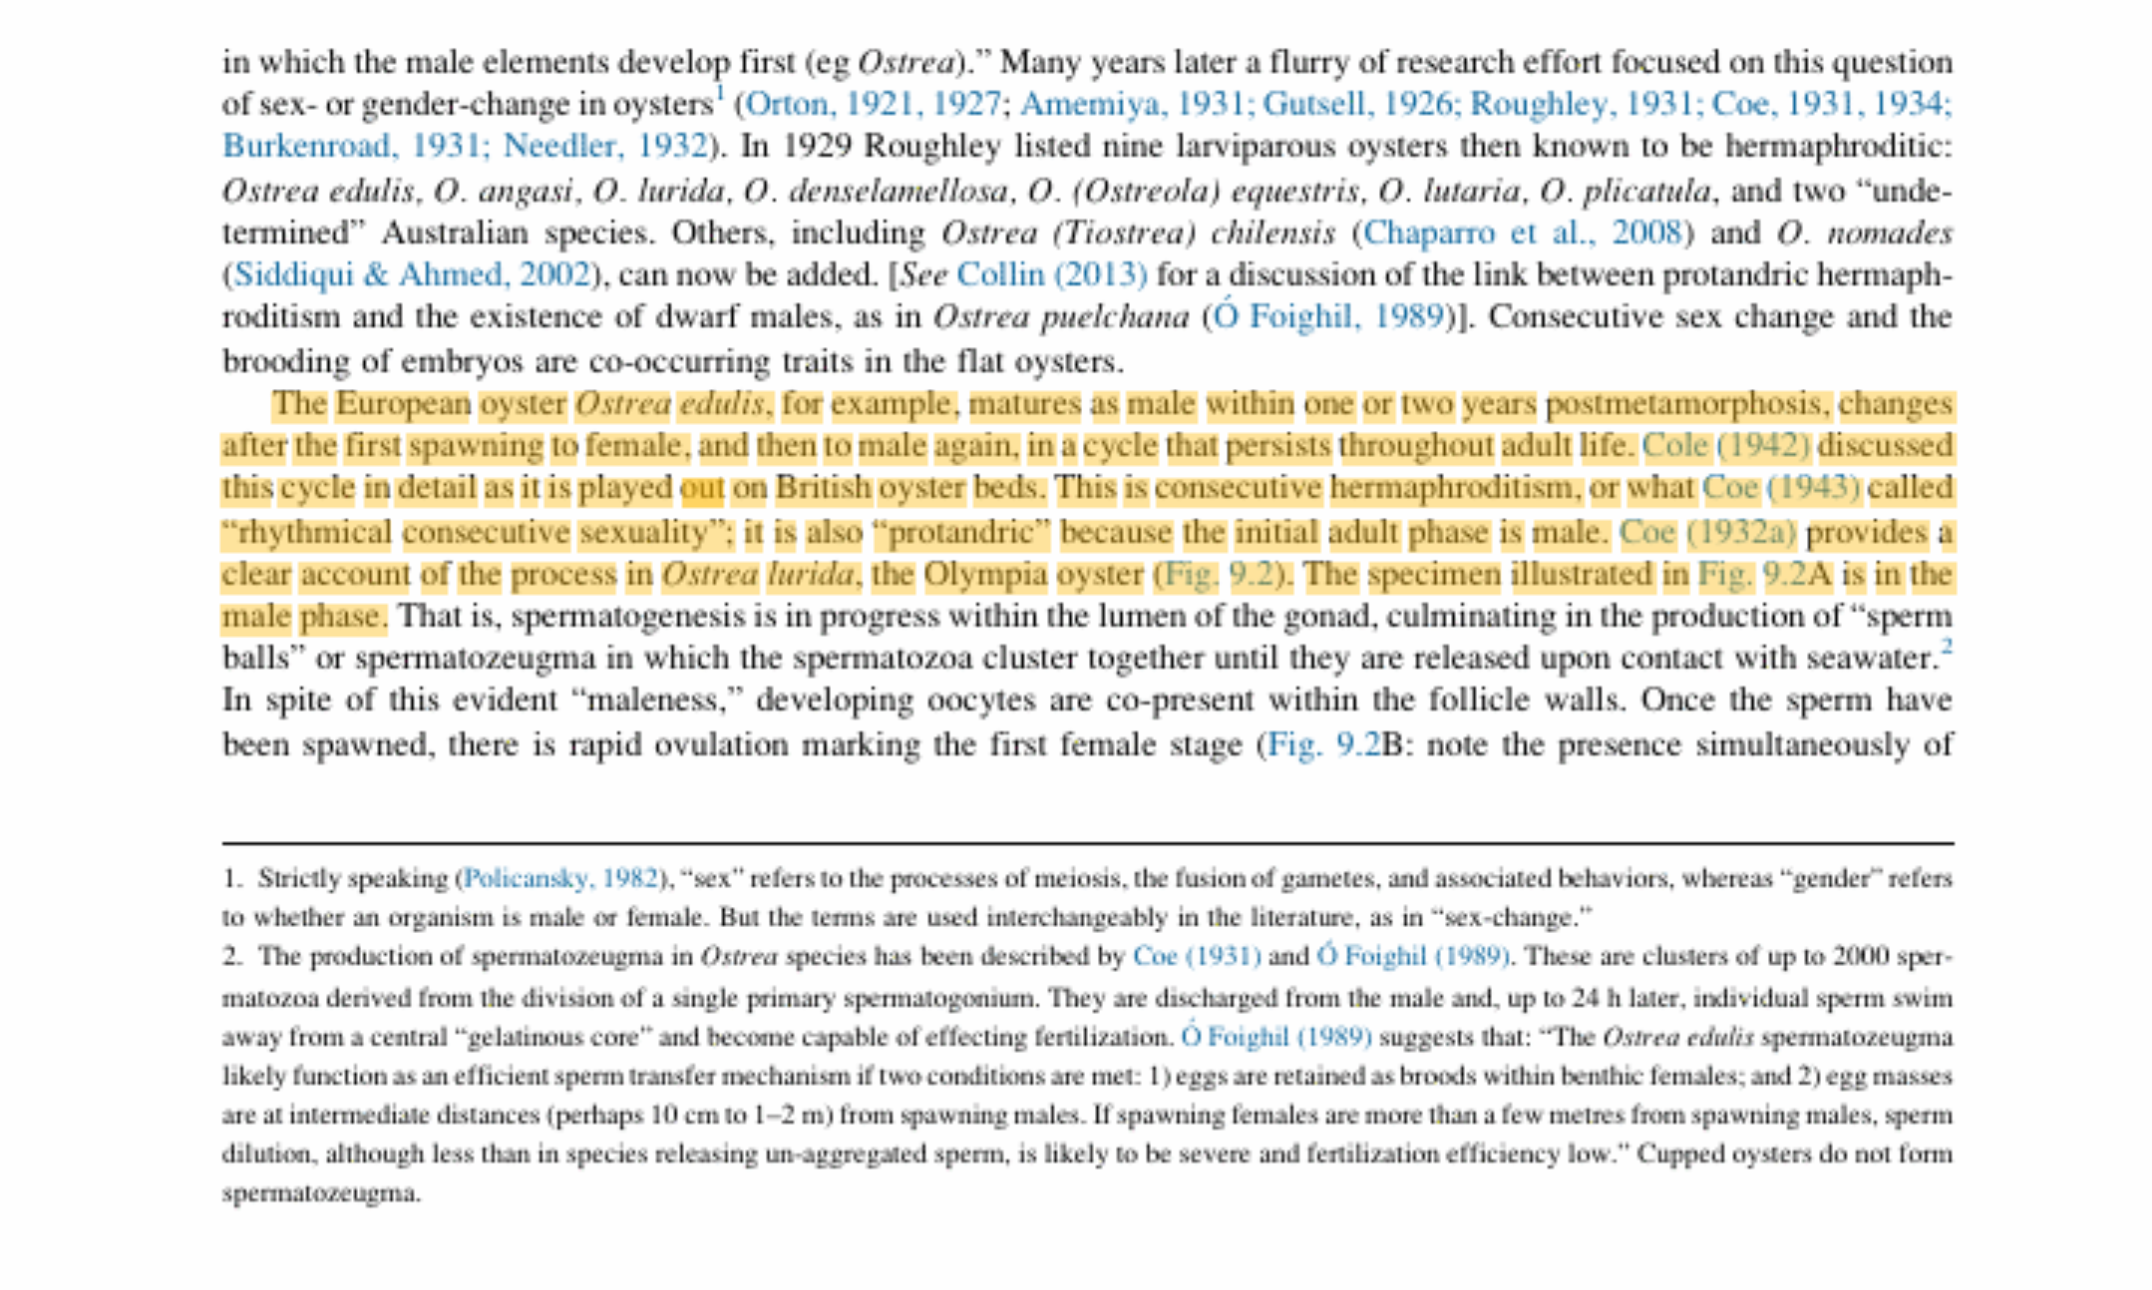 in which the male elements develop first (eg Ostrea).” Many years later a flurry of research effort focused on this question
of sex- or gender-change in oysters1 (Orton, 1921, 1927; Amemiya, 1931; Gutsell, 1926; Roughley, 1931; Coe, 1931, 1934;
Burkenroad, 1931; Needler, 1932). In 1929 Roughley listed nine larviparous oysters then known to be hermaphroditic:
Ostrea edulis, O. angasi, O. lurida, O. denselamellosa, O. (Ostreola) equestris, O. lutaria, O. plicatula, and two “unde-
termined” Australian species. Others, including Ostrea (Tiostrea) chilensis (Chaparro et al., 2008) and O. nomades
(Siddiqui & Ahmed, 2002), can now be added. [See Collin (2013) for a discussion of the link between protandric hermaph-
roditism and the existence of dwarf males, as in Ostrea puelchana (Ó Foighil, 1989)]. Consecutive sex change and the
brooding of embryos are co-occurring traits in the flat oysters.
The European oyster Ostrea edulis, for example, matures as male within one or two years postmetamorphosis, changes
after the first spawning to female, and then to male again, in a cycle that persists throughout adult life. Cole (1942) discussed
this cycle in detail as it is played out on British oyster beds. This is consecutive hermaphroditism, or what Coe (1943) called
“rhythmical consecutive sexuality”; it is also “protandric” because the initial adult phase is male. Coe (1932a) provides a
clear account of the process in Ostrea lurida, the Olympia oyster (Fig. 9.2). The specimen illustrated in Fig. 9.2A is in the
male phase. That is, spermatogenesis is in progress within the lumen of the gonad, culminating in the production of “sperm
balls” or spermatozeugma in which the spermatozoa cluster together until they are released upon contact with seawater.2
In spite of this evident “maleness,” developing oocytes are co-present within the follicle walls. Once the sperm have
been spawned, there is rapid ovulation marking the first female stage (Fig. 9.2B: note the presence simultaneously of
1. Strictly speaking (Policansky, 1982), “sex” refers to the processes of meiosis, the fusion of gametes, and associated behaviors, whereas “gender” refers
to whether an organism is male or female. But the terms are used interchangeably in the literature, as in “sex-change.”
2. The production of spermatozeugma in Ostrea species has been described by Coe (1931) and Ó Foighil (1989). These are clusters of up to 2000 sper-
matozoa derived from the division of a single primary spermatogonium. They are discharged from the male and, up to 24 h later, individual sperm swim
away from a central “gelatinous core” and become capable of effecting fertilization. Ó Foighil (1989) suggests that: “The Ostrea edulis spermatozeugma
likely function as an efficient sperm transfer mechanism if two conditions are met: 1) eggs are retained as broods within benthic females; and 2) egg masses
are at intermediate distances (perhaps 10 cm to 1–2 m) from spawning males. If spawning females are more than a few metres from spawning males, sperm
dilution, although less than in species releasing un-aggregated sperm, is likely to be severe and fertilization efficiency low.” Cupped oysters do not form
spermatozeugma.